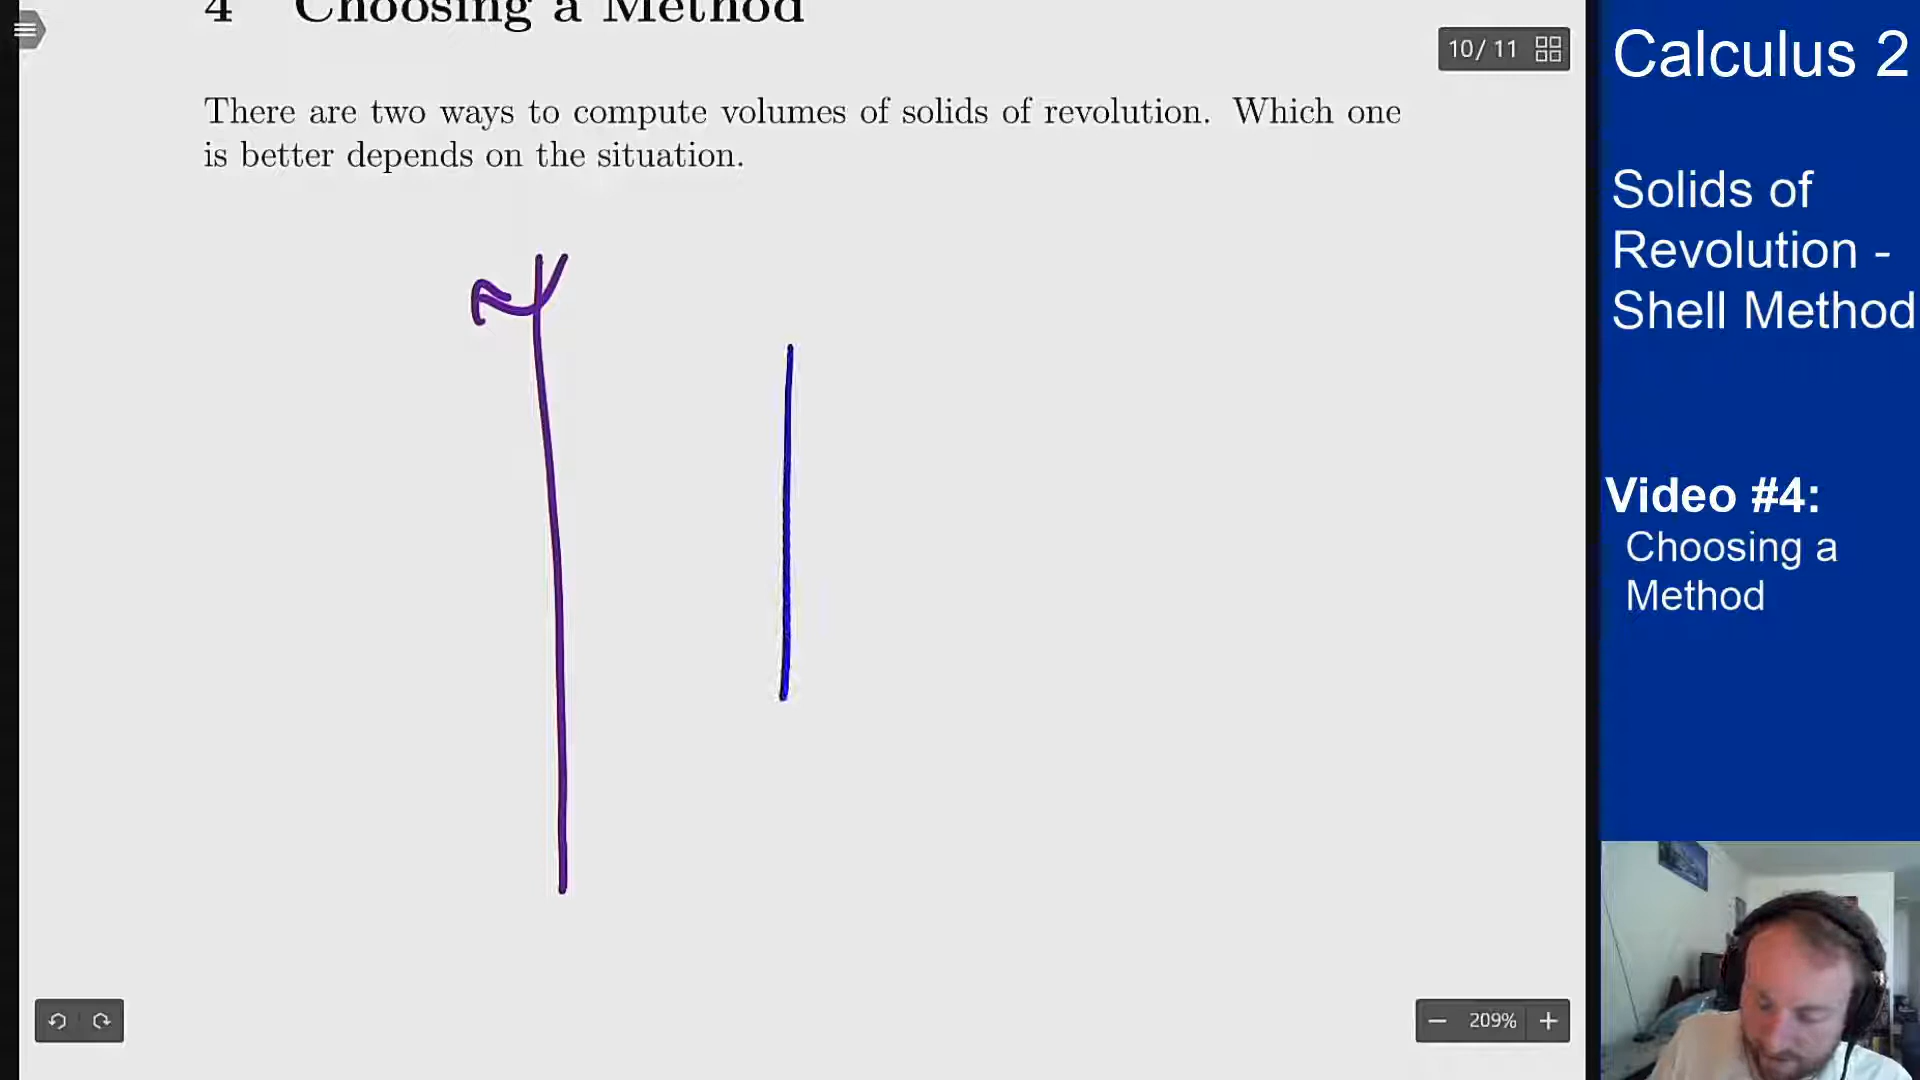 4 Choosing a Method
10/ 11
There are two ways to compute volumes of solids of revolution. Which one
is better depends on the situation.
209%
Calculus 2
Solids of
Revolution -
Shell Method
Video #4:
Choosing a
Method